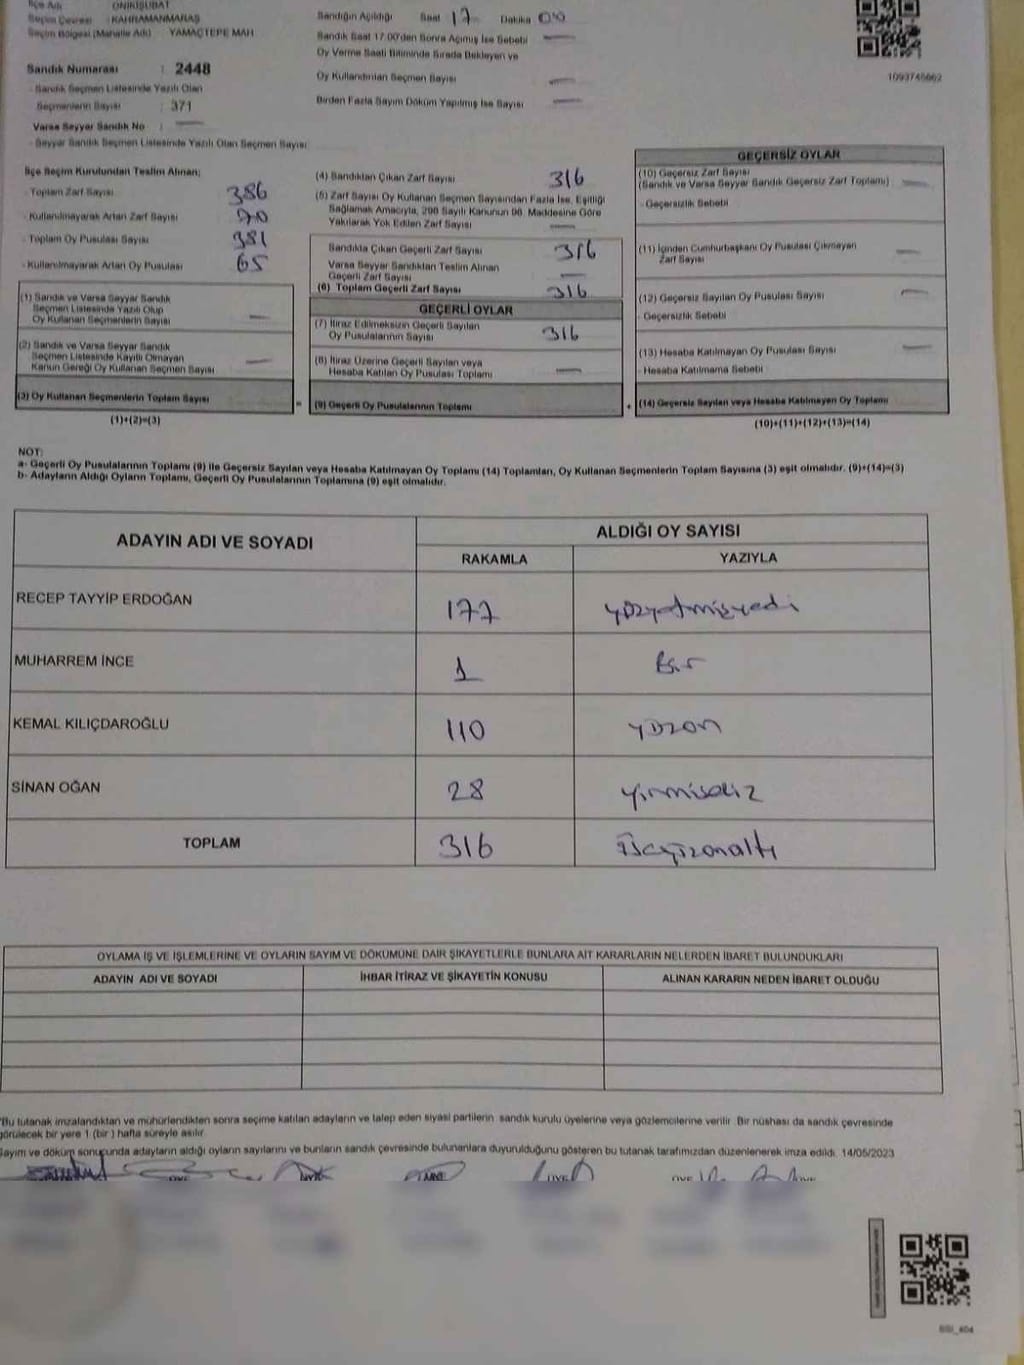 İlçe Adı : ONİKİŞUBAT
Seçim Çevresi : KAHRAMANMARAŞ
Seçim Bölgesi (Mahalle Adı) : YAMAÇTEPE MAH
Sandık Numarası : 2448
- Sandık Seçmen Listesinde Yazılı Olan
Seçmenlerin Sayısı : 371
Varsa Seyyar Sandık No :
- Seyyar Sandık Seçmen Listesinde Yazılı Olan Seçmen Sayısı:
Sandığın Açıldığı Saat 17 Dakika 00
Sandık Saat 17.00'den Sonra Açılmış İse Sebebi
Oy Verme Saati Bitiminde Sırada Bekleyen ve
Oy Kullandırılan Seçmen Sayısı
Birden Fazla Sayım Döküm Yapılmış İse Sayısı
1093746662
İlçe Seçim Kurulundan Teslim Alınan;
- Toplam Zarf Sayısı 386
- Kullanılmayarak Artan Zarf Sayısı 70
- Toplam Oy Pusulası Sayısı 381
- Kullanılmayarak Artan Oy Pusulası 65
(1) Sandık ve Varsa Seyyar Sandık
Seçmen Listesinde Yazılı Olup
Oy Kullanan Seçmenlerin Sayısı
(2) Sandık ve Varsa Seyyar Sandık
Seçmen Listesinde Kayıtlı Olmayan
Kanun Gereği Oy Kullanan Seçmen Sayısı
(3) Oy Kullanan Seçmenlerin Toplam Sayısı
(1)+(2)=(3)
(4) Sandıktan Çıkan Zarf Sayısı 316
(5) Zarf Sayısı Oy Kullanan Seçmen Sayısından Fazla İse, Eşitliği
Sağlamak Amacıyla, 298 Sayılı Kanunun 98. Maddesine Göre
Yakılarak Yok Edilen Zarf Sayısı
Sandıkta Çıkan Geçerli Zarf Sayısı 316
Varsa Seyyar Sandıktan Teslim Alınan
Geçerli Zarf Sayısı
(6) Toplam Geçerli Zarf Sayısı 316
GEÇERLİ OYLAR
(7) İtiraz Edilmeksizin Geçerli Sayılan
Oy Pusulalarının Sayısı 316
(8) İtiraz Üzerine Geçerli Sayılan veya
Hesaba Katılan Oy Pusulası Toplamı
= (9) Geçerli Oy Pusulalarının Toplamı
GEÇERSİZ OYLAR
(10) Geçersiz Zarf Sayısı
(Sandık ve Varsa Seyyar Sandık Geçersiz Zarf Toplamı)
- Geçersizlik Sebebi
(11) İçinden Cumhurbaşkanı Oy Pusulası Çıkmayan
Zarf Sayısı
(12) Geçersiz Sayılan Oy Pusulası Sayısı
- Geçersizlik Sebebi
(13) Hesaba Katılmayan Oy Pusulası Sayısı
- Hesaba Katılmama Sebebi
+ (14) Geçersiz Sayılan veya Hesaba Katılmayan Oy Toplamı
(10)+(11)+(12)+(13)=(14)
NOT:
a- Geçerli Oy Pusulalarının Toplamı (9) ile Geçersiz Sayılan veya Hesaba Katılmayan Oy Toplamı (14) Toplamları, Oy Kullanan Seçmenlerin Toplam Sayısına (3) eşit olmalıdır. (9)+(14)=(3)
b- Adayların Aldığı Oyların Toplamı, Geçerli Oy Pusulalarının Toplamına (9) eşit olmalıdır.
ADAYIN ADI VE SOYADI ALDIĞI OY SAYISI
RAKAMLA YAZIYLA
RECEP TAYYİP ERDOĞAN 177 yüzyetmişyedi
MUHARREM İNCE 1 Bir
KEMAL KILIÇDAROĞLU 110 yüzon
SİNAN OĞAN 28 yirmisekiz
TOPLAM 316 üçyüzonaltı
OYLAMA İŞ VE İŞLEMLERİNE VE OYLARIN SAYIM VE DÖKÜMÜNE DAİR ŞİKAYETLERLE BUNLARA AİT KARARLARIN NELERDEN İBARET BULUNDUKLARI
ADAYIN ADI VE SOYADI İHBAR İTİRAZ VE ŞİKAYETİN KONUSU ALINAN KARARIN NEDEN İBARET OLDUĞU
*Bu tutanak imzalandıktan ve mühürlendikten sonra seçime katılan adayların ve talep eden siyasi partilerin sandık kurulu üyelerine veya gözlemcilerine verilir. Bir nüshası da sandık çevresinde
görülecek bir yere 1 (bir) hafta süreyle asılır.
Sayım ve döküm sonucunda adayların aldığı oyların sayılarını ve bunların sandık çevresinde bulunanlara duyurulduğunu gösteren bu tutanak tarafımızdan düzenlenerek imza edildi. 14/05/2023
ÜYE ÜYE ÜYE ÜYE